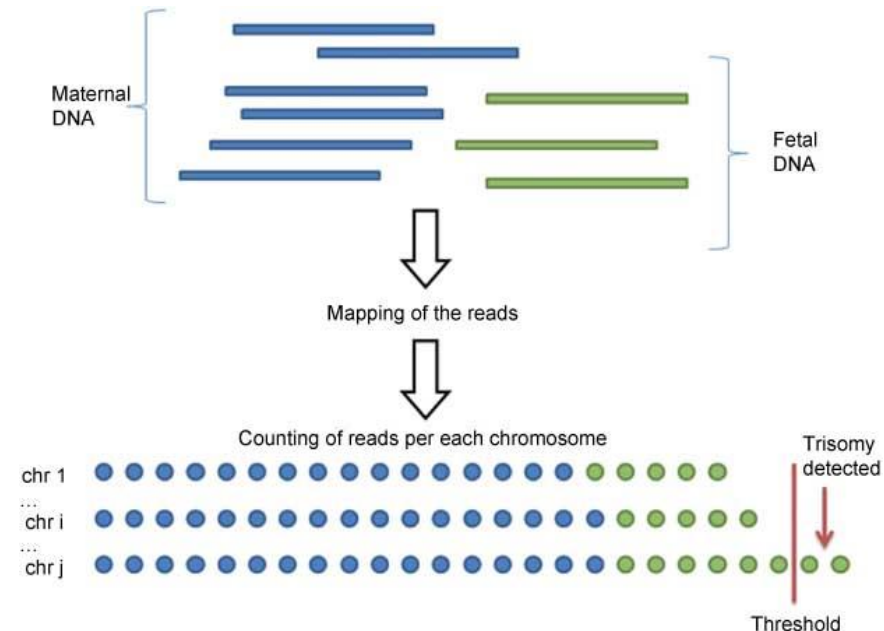 Maternal
DNA
Fetal
DNA
Mapping of the reads
Counting of reads per each chromosome
Trisomy
detected
chr 1
...
chr i
...
chr j
Threshold